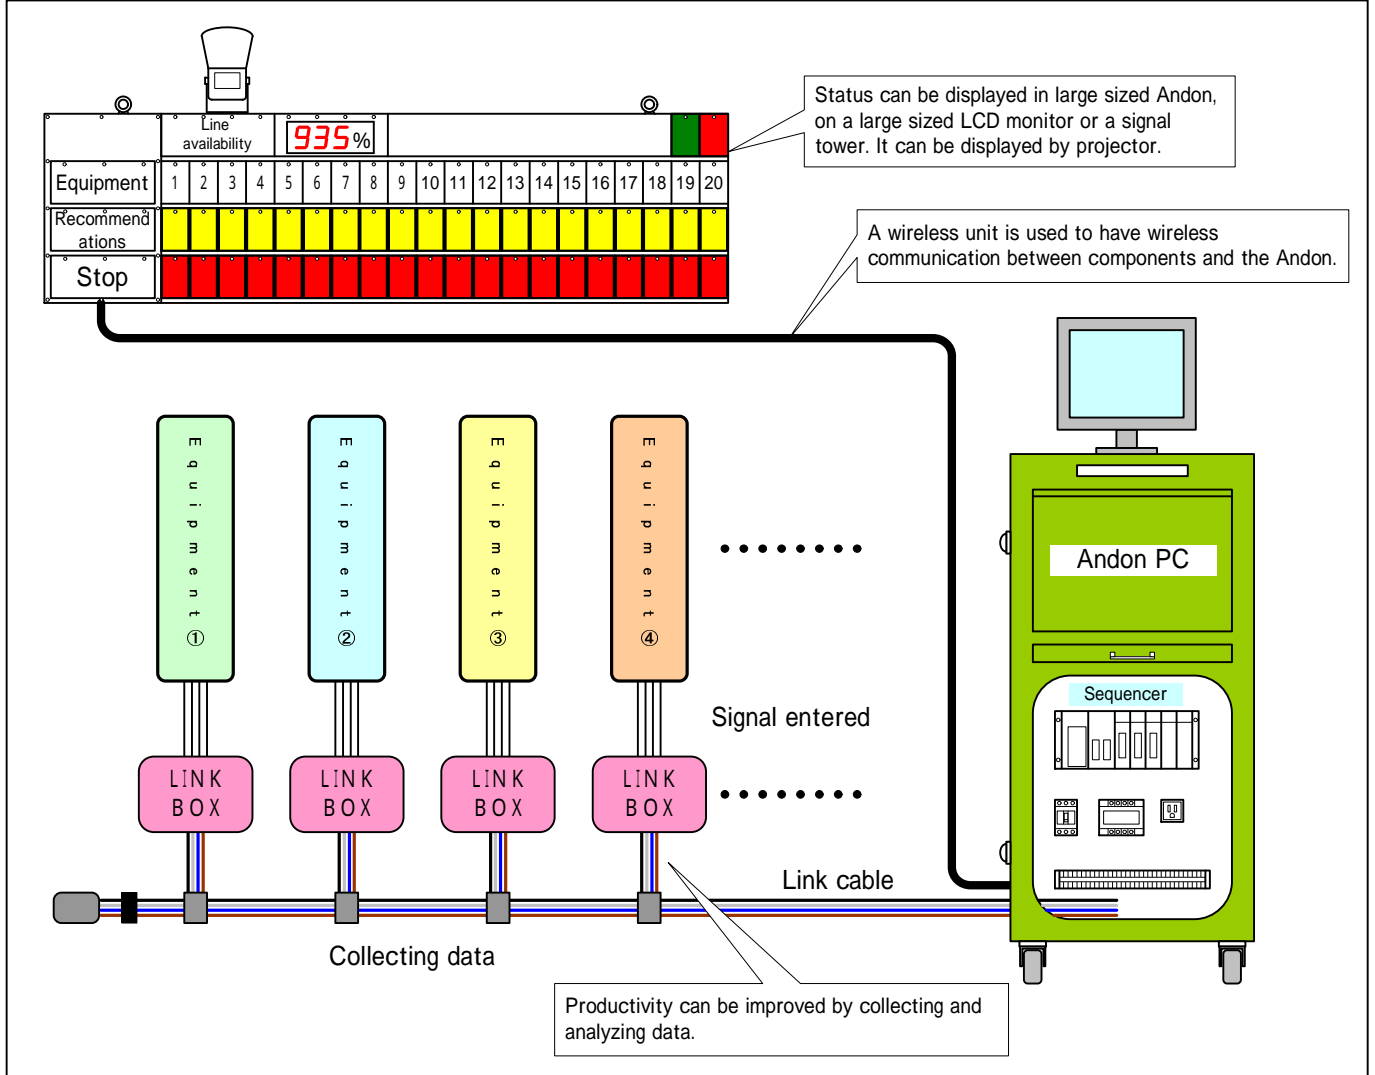 Line
availability
935%
Status can be displayed in large sized Andon,
on a large sized LCD monitor or a signal
tower. It can be displayed by projector.
Equipment 1 2 3 4 5 6 7 8 9 10 11 12 13 14 15 16 17 18 19 20
Recommend
ations
Stop
A wireless unit is used to have wireless
communication between components and the Andon.
Equipment①
Equipment②
Equipment③
Equipment④
Andon PC
Sequencer
Signal entered
LINK
BOX
LINK
BOX
LINK
BOX
LINK
BOX
Link cable
Collecting data
Productivity can be improved by collecting and
analyzing data.